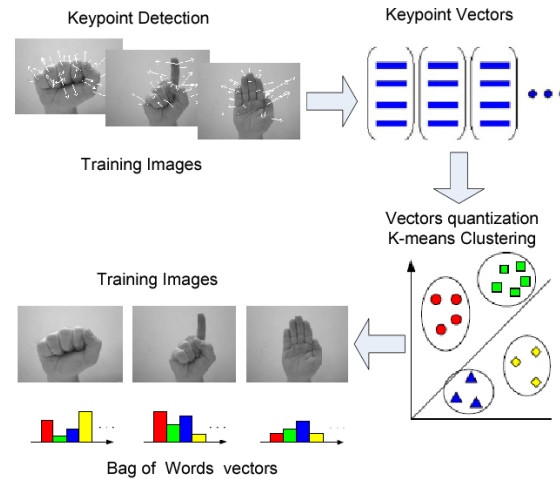 Keypoint Detection
Keypoint Vectors
Training Images
Vectors quantization
K-means Clustering
Training Images
Bag of Words vectors